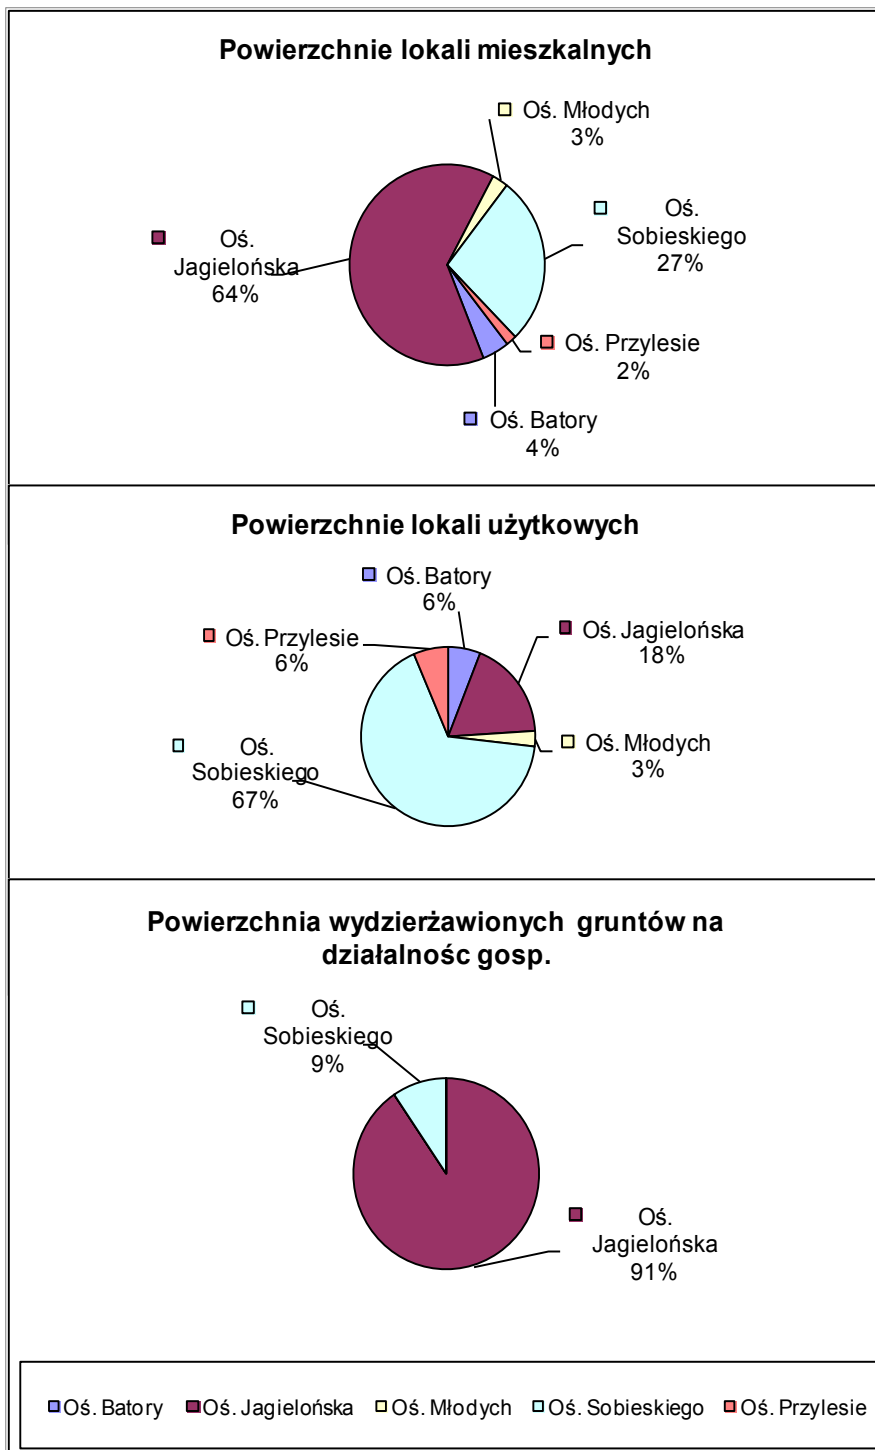 Powierzchnie lokali mieszkalnych
Oś. Młodych
3%
Oś.
Sobieskiego
27%
Oś.
Jagielońska
64%
Oś. Przylesie
2%
Oś. Batory
4%
Powierzchnie lokali użytkowych
Oś. Batory
6%
Oś. Jagielońska
18%
Oś. Przylesie
6%
Oś. Młodych
3%
Oś.
Sobieskiego
67%
Powierzchnia wydzierżawionych gruntów na
działalnośc gosp.
Oś.
Sobieskiego
9%
Oś.
Jagielońska
91%
Oś. Batory Oś. Jagielońska Oś. Młodych Oś. Sobieskiego Oś. Przylesie